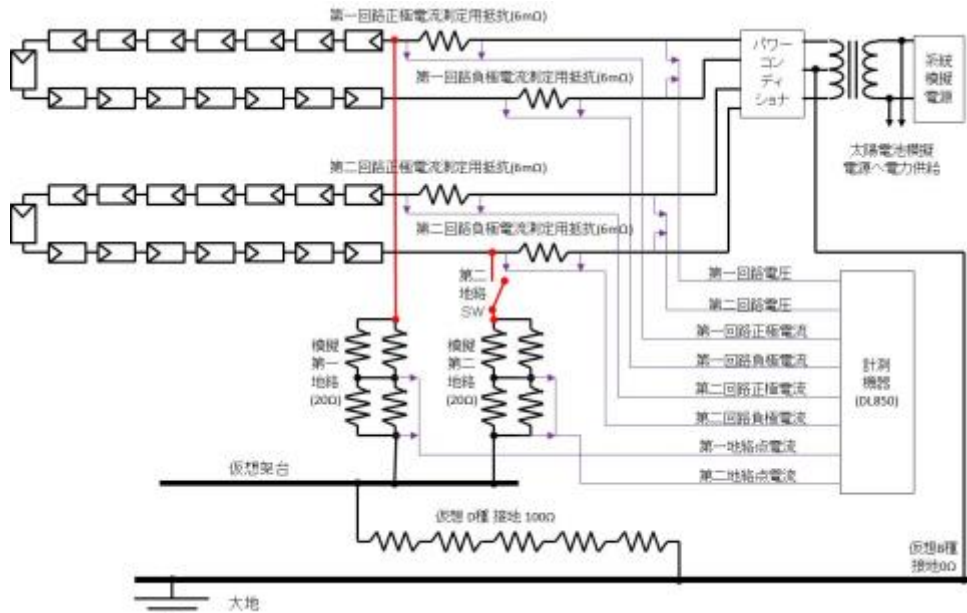 第一回路正極電流測定用抵抗(6mΩ)
第一回路負極電流測定用抵抗(6mΩ)
パワー
コン
ディ
ショナ
系統
模擬
電源
太陽電池模擬
電源へ電力供給
第二回路正極電流測定用抵抗(6mΩ)
第二回路負極電流測定用抵抗(6mΩ)
第二
地絡
SW
模擬
第一
地絡
(20Ω)
模擬
第二
地絡
(20Ω)
第一回路電圧
第二回路電圧
第一回路正極電流
第一回路負極電流
第二回路正極電流
第二回路負極電流
第一地絡点電流
第二地絡点電流
計測
機器
(DL850)
仮想架台
仮想 D種 接地 100Ω
仮想B種
接地0Ω
大地